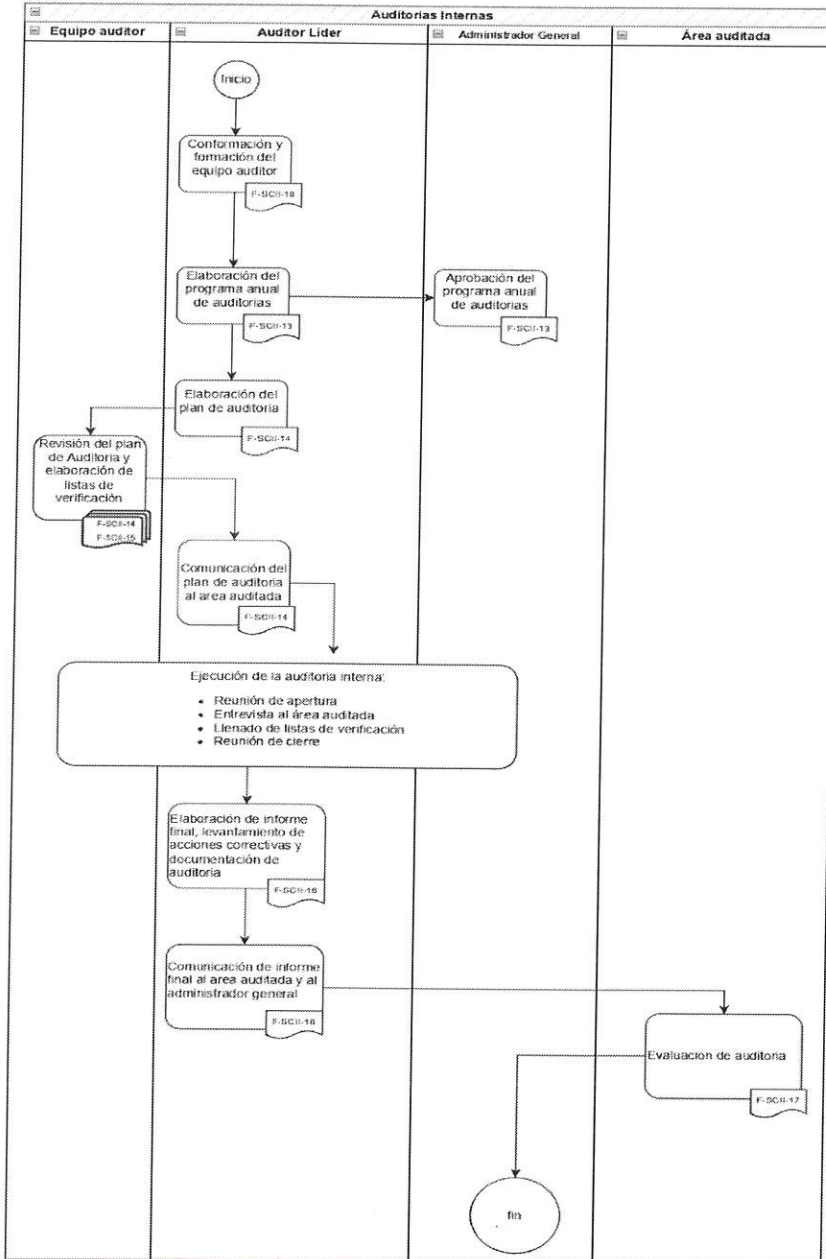 Auditorias Internas
Equipo auditor
Auditor Lider
Administrador General
Área auditada
Inicio
Conformación y
formación del
equipo auditor
F-SCII-18
Elaboración del
programa anual
de auditorias
F-SCII-13
Aprobación del
programa anual
de auditorias
F-SCII-13
Elaboración del
plan de auditoria
F-SCII-14
Revisión del plan
de Auditoria y
elaboración de
listas de
verificación
F-SCII-14
F-SCII-15
Comunicación del
plan de auditoria
al area auditada
F-SCII-14
Ejecución de la auditoria interna:
• Reunión de apertura
• Entrevista al área auditada
• Llenado de listas de verificación
• Reunión de cierre
Elaboración de informe
final, levantamiento de
acciones correctivas y
documentación de
auditoria
F-SCII-16
Comunicación de informe
final al area auditada y al
administrador general
F-SCII-16
Evaluacion de auditoria
F-SCII-17
fin